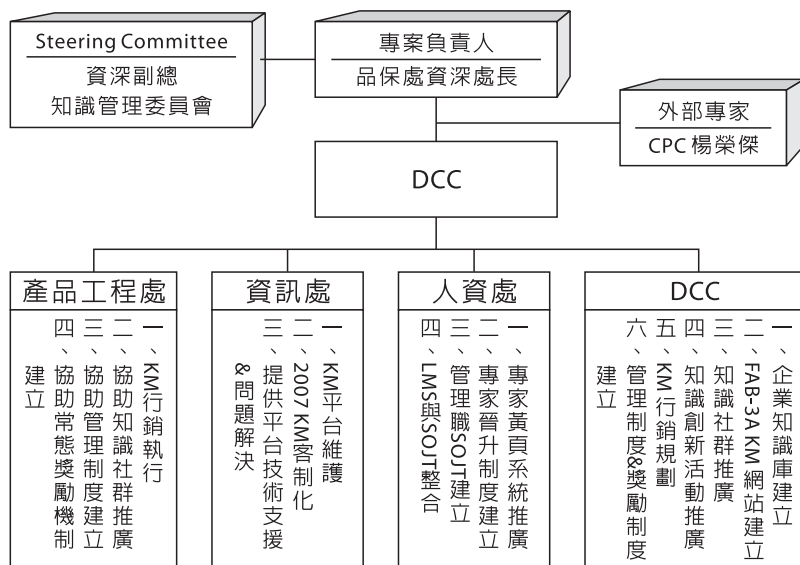 Steering Committee
資深副總
知識管理委員會
專案負責人
品保處資深處長
外部專家
CPC 楊榮傑
DCC
產品工程處
一、KM行銷執行
二、協助知識社群推廣
三、協助管理制度建立
四、協助常態獎勵機制
建立
資訊處
一、KM平台維護
二、2007 KM客制化
三、提供平台技術支援
&問題解決
人資處
一、專家黃頁系統推廣
二、專家晉升制度建立
三、管理職SOJT建立
四、LMS與SOJT整合
DCC
一、企業知識庫建立
二、FAB-3A KM 網站建立
三、知識社群推廣
四、知識創新活動推廣
五、KM 行銷規劃
六、管理制度&獎勵制度
建立